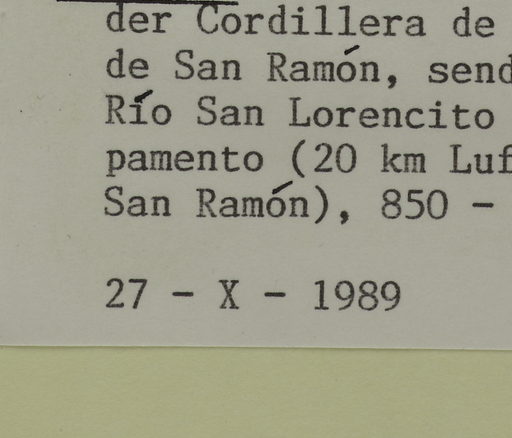 der Cordillera de
de San Ramón, send
Río San Lorencito
pamento (20 km Luf
San Ramón), 850 -
27 - X - 1989